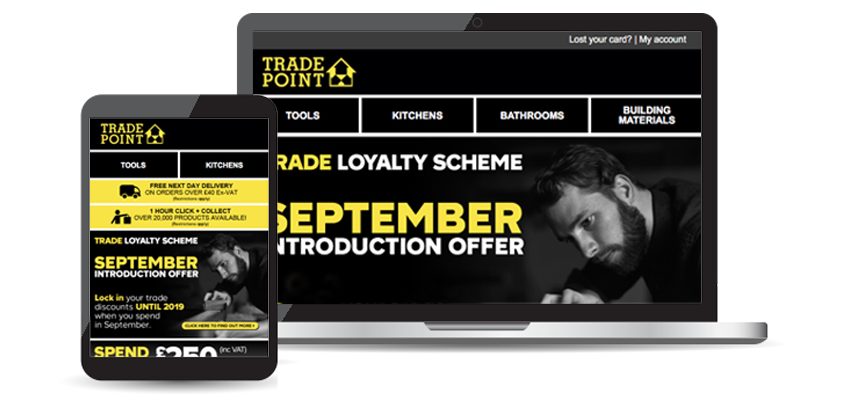 TRADE
POINT
TOOLS
KITCHENS
FREE NEXT DAY DELIVERY
ON ORDERS OVER £40 Ex-VAT
(Restrictions apply)
1 HOUR CLICK + COLLECT
OVER 20,000 PRODUCTS AVAILABLE!
(Restrictions apply)
TRADE LOYALTY SCHEME
SEPTEMBER
INTRODUCTION OFFER
Lock in your trade
discounts UNTIL 2019
when you spend
in September.
CLICK HERE TO FIND OUT MORE >
SPEND £250 (inc VAT)
Lost your card? | My account
TRADE
POINT
TOOLS
KITCHENS
BATHROOMS
BUILDING
MATERIALS
RADE LOYALTY SCHEME
SEPTEMBER
NTRODUCTION OFFER